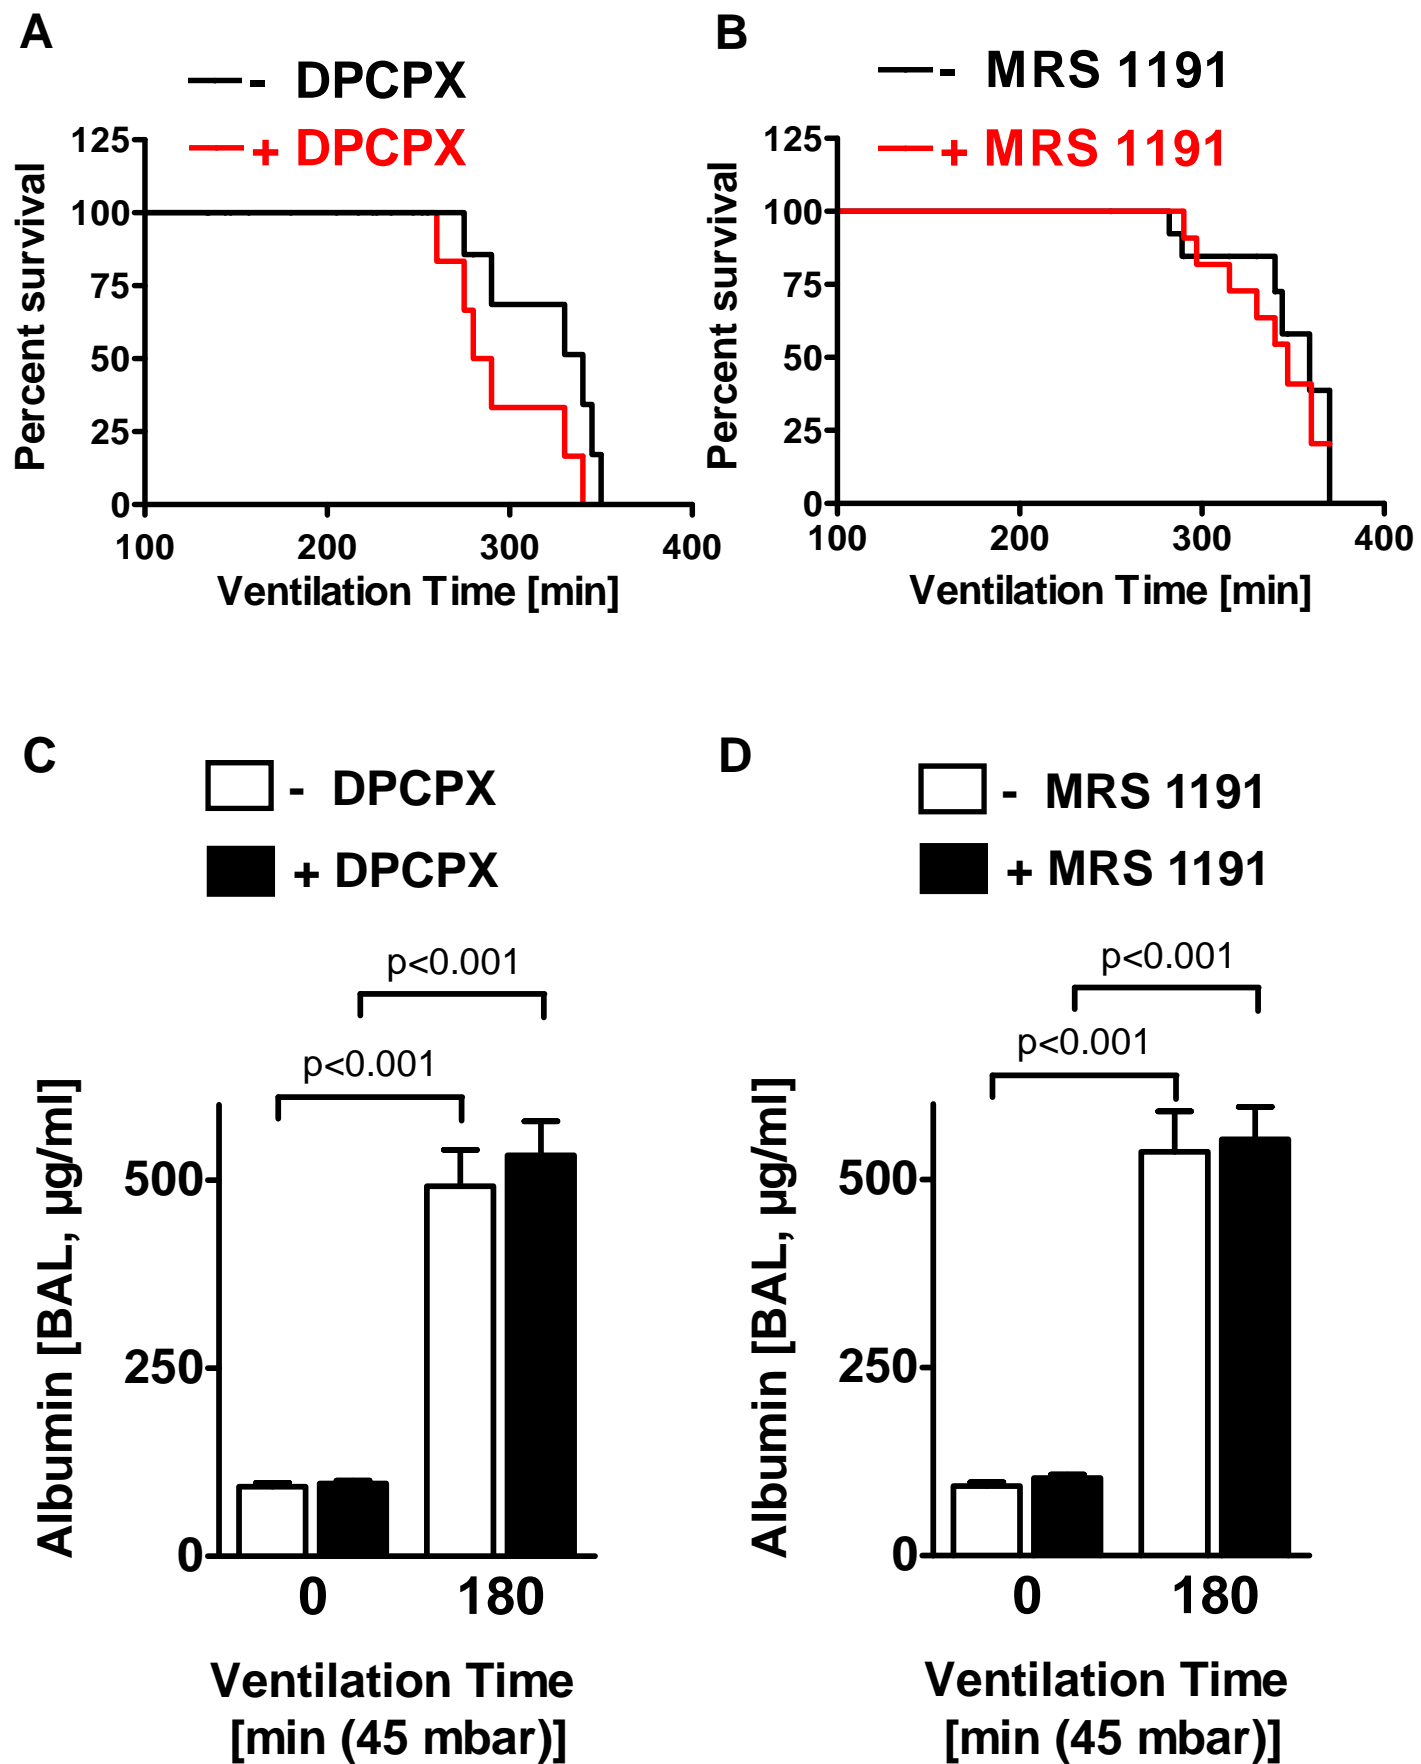 A
- DPCPX
+ DPCPX
125
100
75
50
25
0
100 200 300 400
Percent survival
Ventilation Time [min]
B
- MRS 1191
+ MRS 1191
125
100
75
50
25
0
100 200 300 400
Percent survival
Ventilation Time [min]
C
- DPCPX
+ DPCPX
p<0.001
p<0.001
500
250
0
0 180
Albumin [BAL, µg/ml]
Ventilation Time
[min (45 mbar)]
D
- MRS 1191
+ MRS 1191
p<0.001
p<0.001
500
250
0
0 180
Albumin [BAL, µg/ml]
Ventilation Time
[min (45 mbar)]